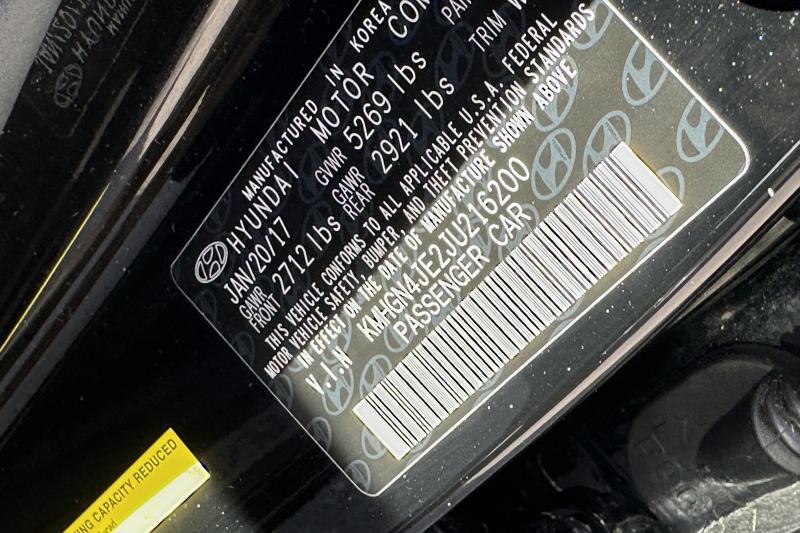 MANUFACTURED IN KOREA
HYUNDAI MOTOR
JAN/20/17 GVWR 5269 lbs
GAWR FRONT 2712 lbs GAWR REAR 2921 lbs TRIM
THIS VEHICLE CONFORMS TO ALL APPLICABLE U.S.A. FEDERAL
MOTOR VEHICLE SAFETY, BUMPER, AND THEFT PREVENTION STANDARDS
IN EFFECT ON THE DATE OF MANUFACTURE SHOWN ABOVE
V.I.N KMHGN4JE2JU216200
PASSENGER CAR
CAPACITY REDUCED